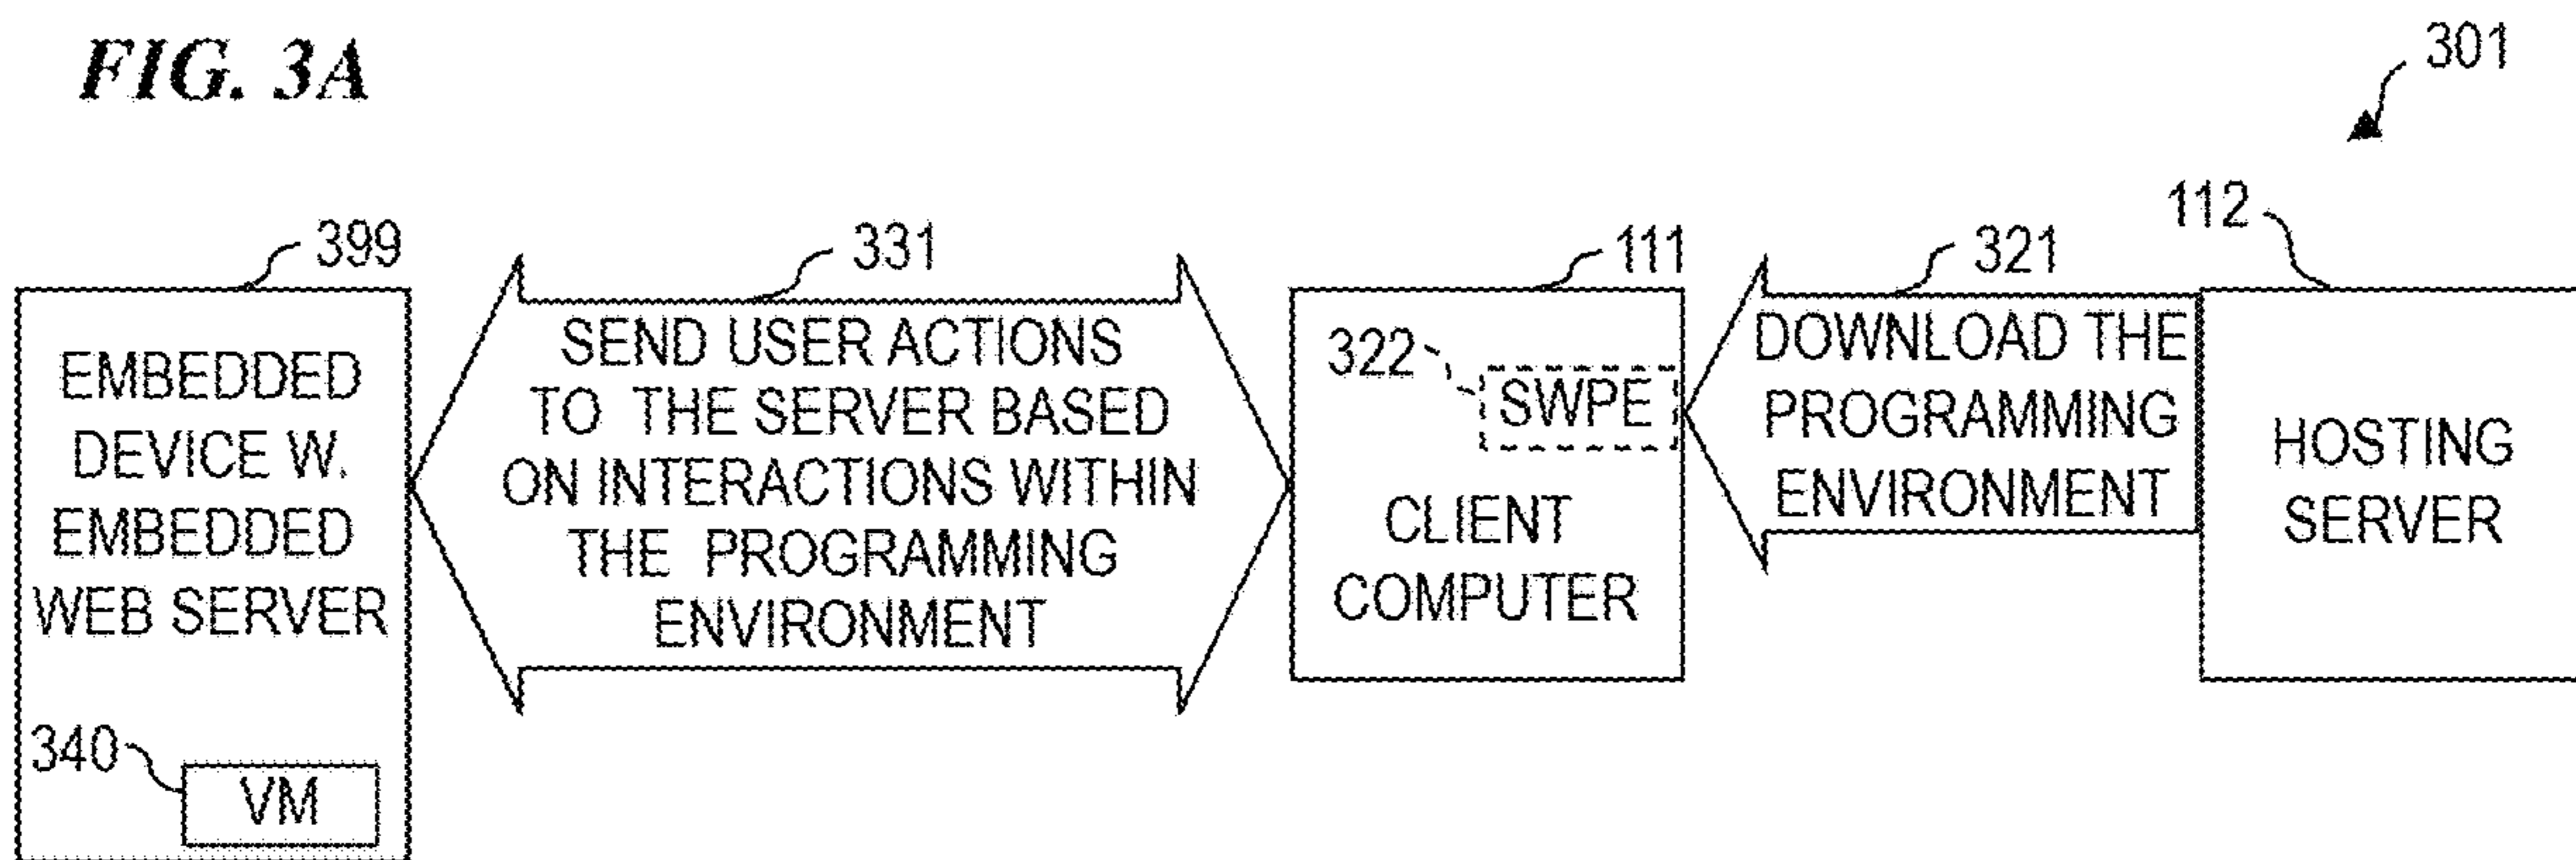 FIG. 3A
301
399
EMBEDDED
DEVICE W.
EMBEDDED
WEB SERVER
340
VM
331
SEND USER ACTIONS
TO THE SERVER BASED
ON INTERACTIONS WITHIN
THE PROGRAMMING
ENVIRONMENT
111
322
SWPE
CLIENT
COMPUTER
321
DOWNLOAD THE
PROGRAMMING
ENVIRONMENT
112
HOSTING
SERVER